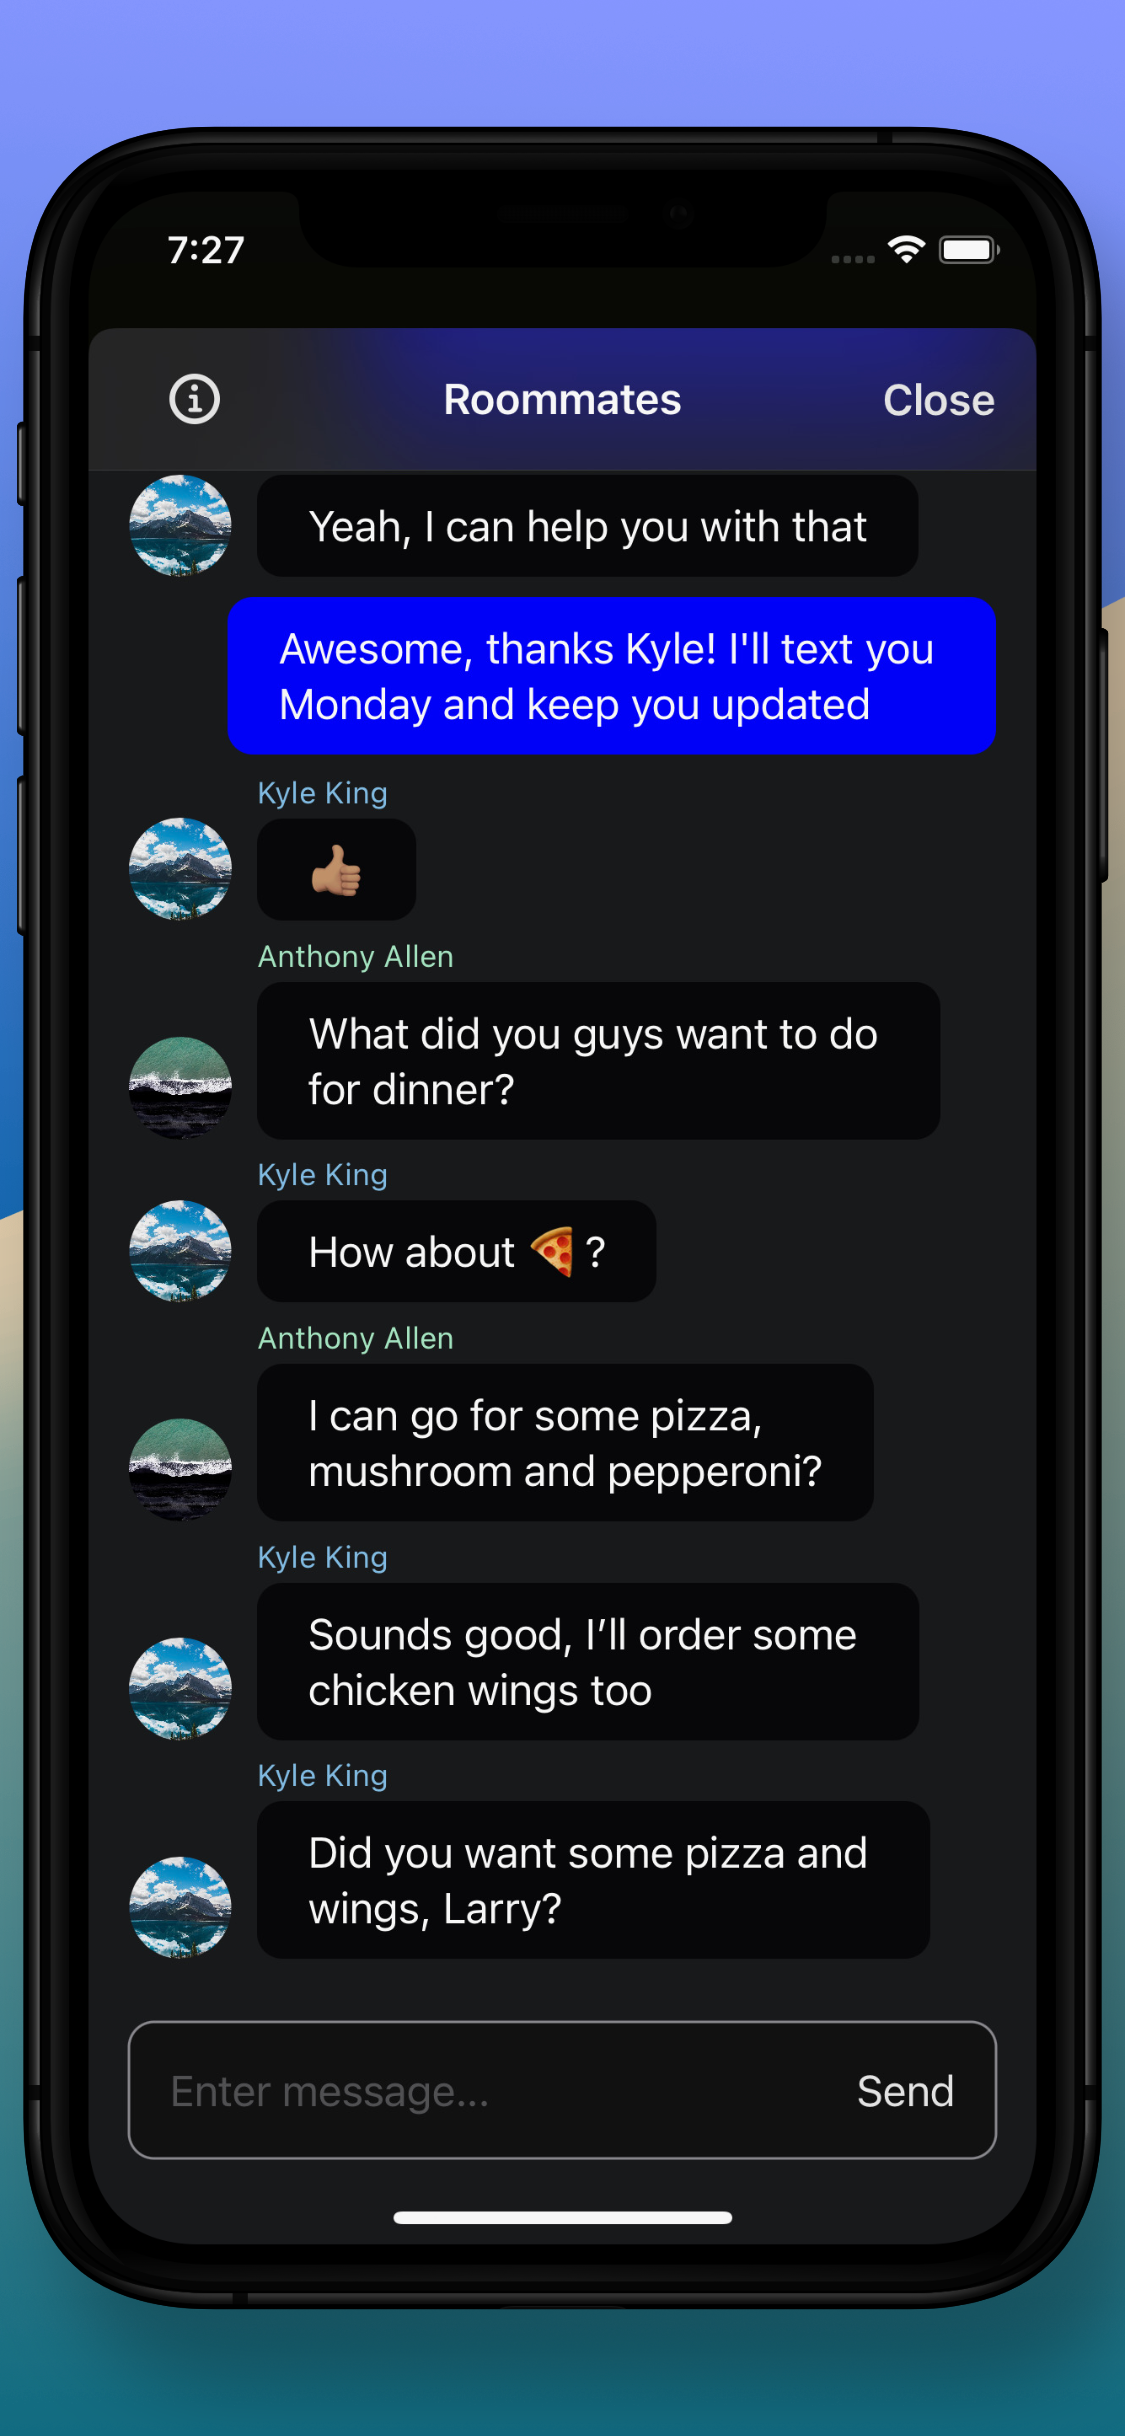 7:27
Roommates
Close
Yeah, I can help you with that
Awesome, thanks Kyle! I'll text you
Monday and keep you updated
Kyle King
👍🏼
Anthony Allen
What did you guys want to do
for dinner?
Kyle King
How about 🍕?
Anthony Allen
I can go for some pizza,
mushroom and pepperoni?
Kyle King
Sounds good, I’ll order some
chicken wings too
Kyle King
Did you want some pizza and
wings, Larry?
Enter message...
Send